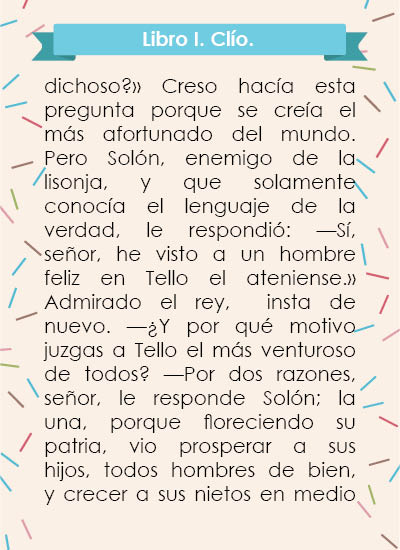 Libro I. Clío.
dichoso?» Creso hacía esta
pregunta porque se creía el
más afortunado del mundo.
Pero Solón, enemigo de la
lisonja, y que solamente
conocía el lenguaje de la
verdad, le respondió: —Sí,
señor, he visto a un hombre
feliz en Tello el ateniense.»
Admirado el rey, insta de
nuevo. —¿Y por qué motivo
juzgas a Tello el más venturoso
de todos? —Por dos razones,
señor, le responde Solón; la
una, porque floreciendo su
patria, vio prosperar a sus
hijos, todos hombres de bien,
y crecer a sus nietos en medio